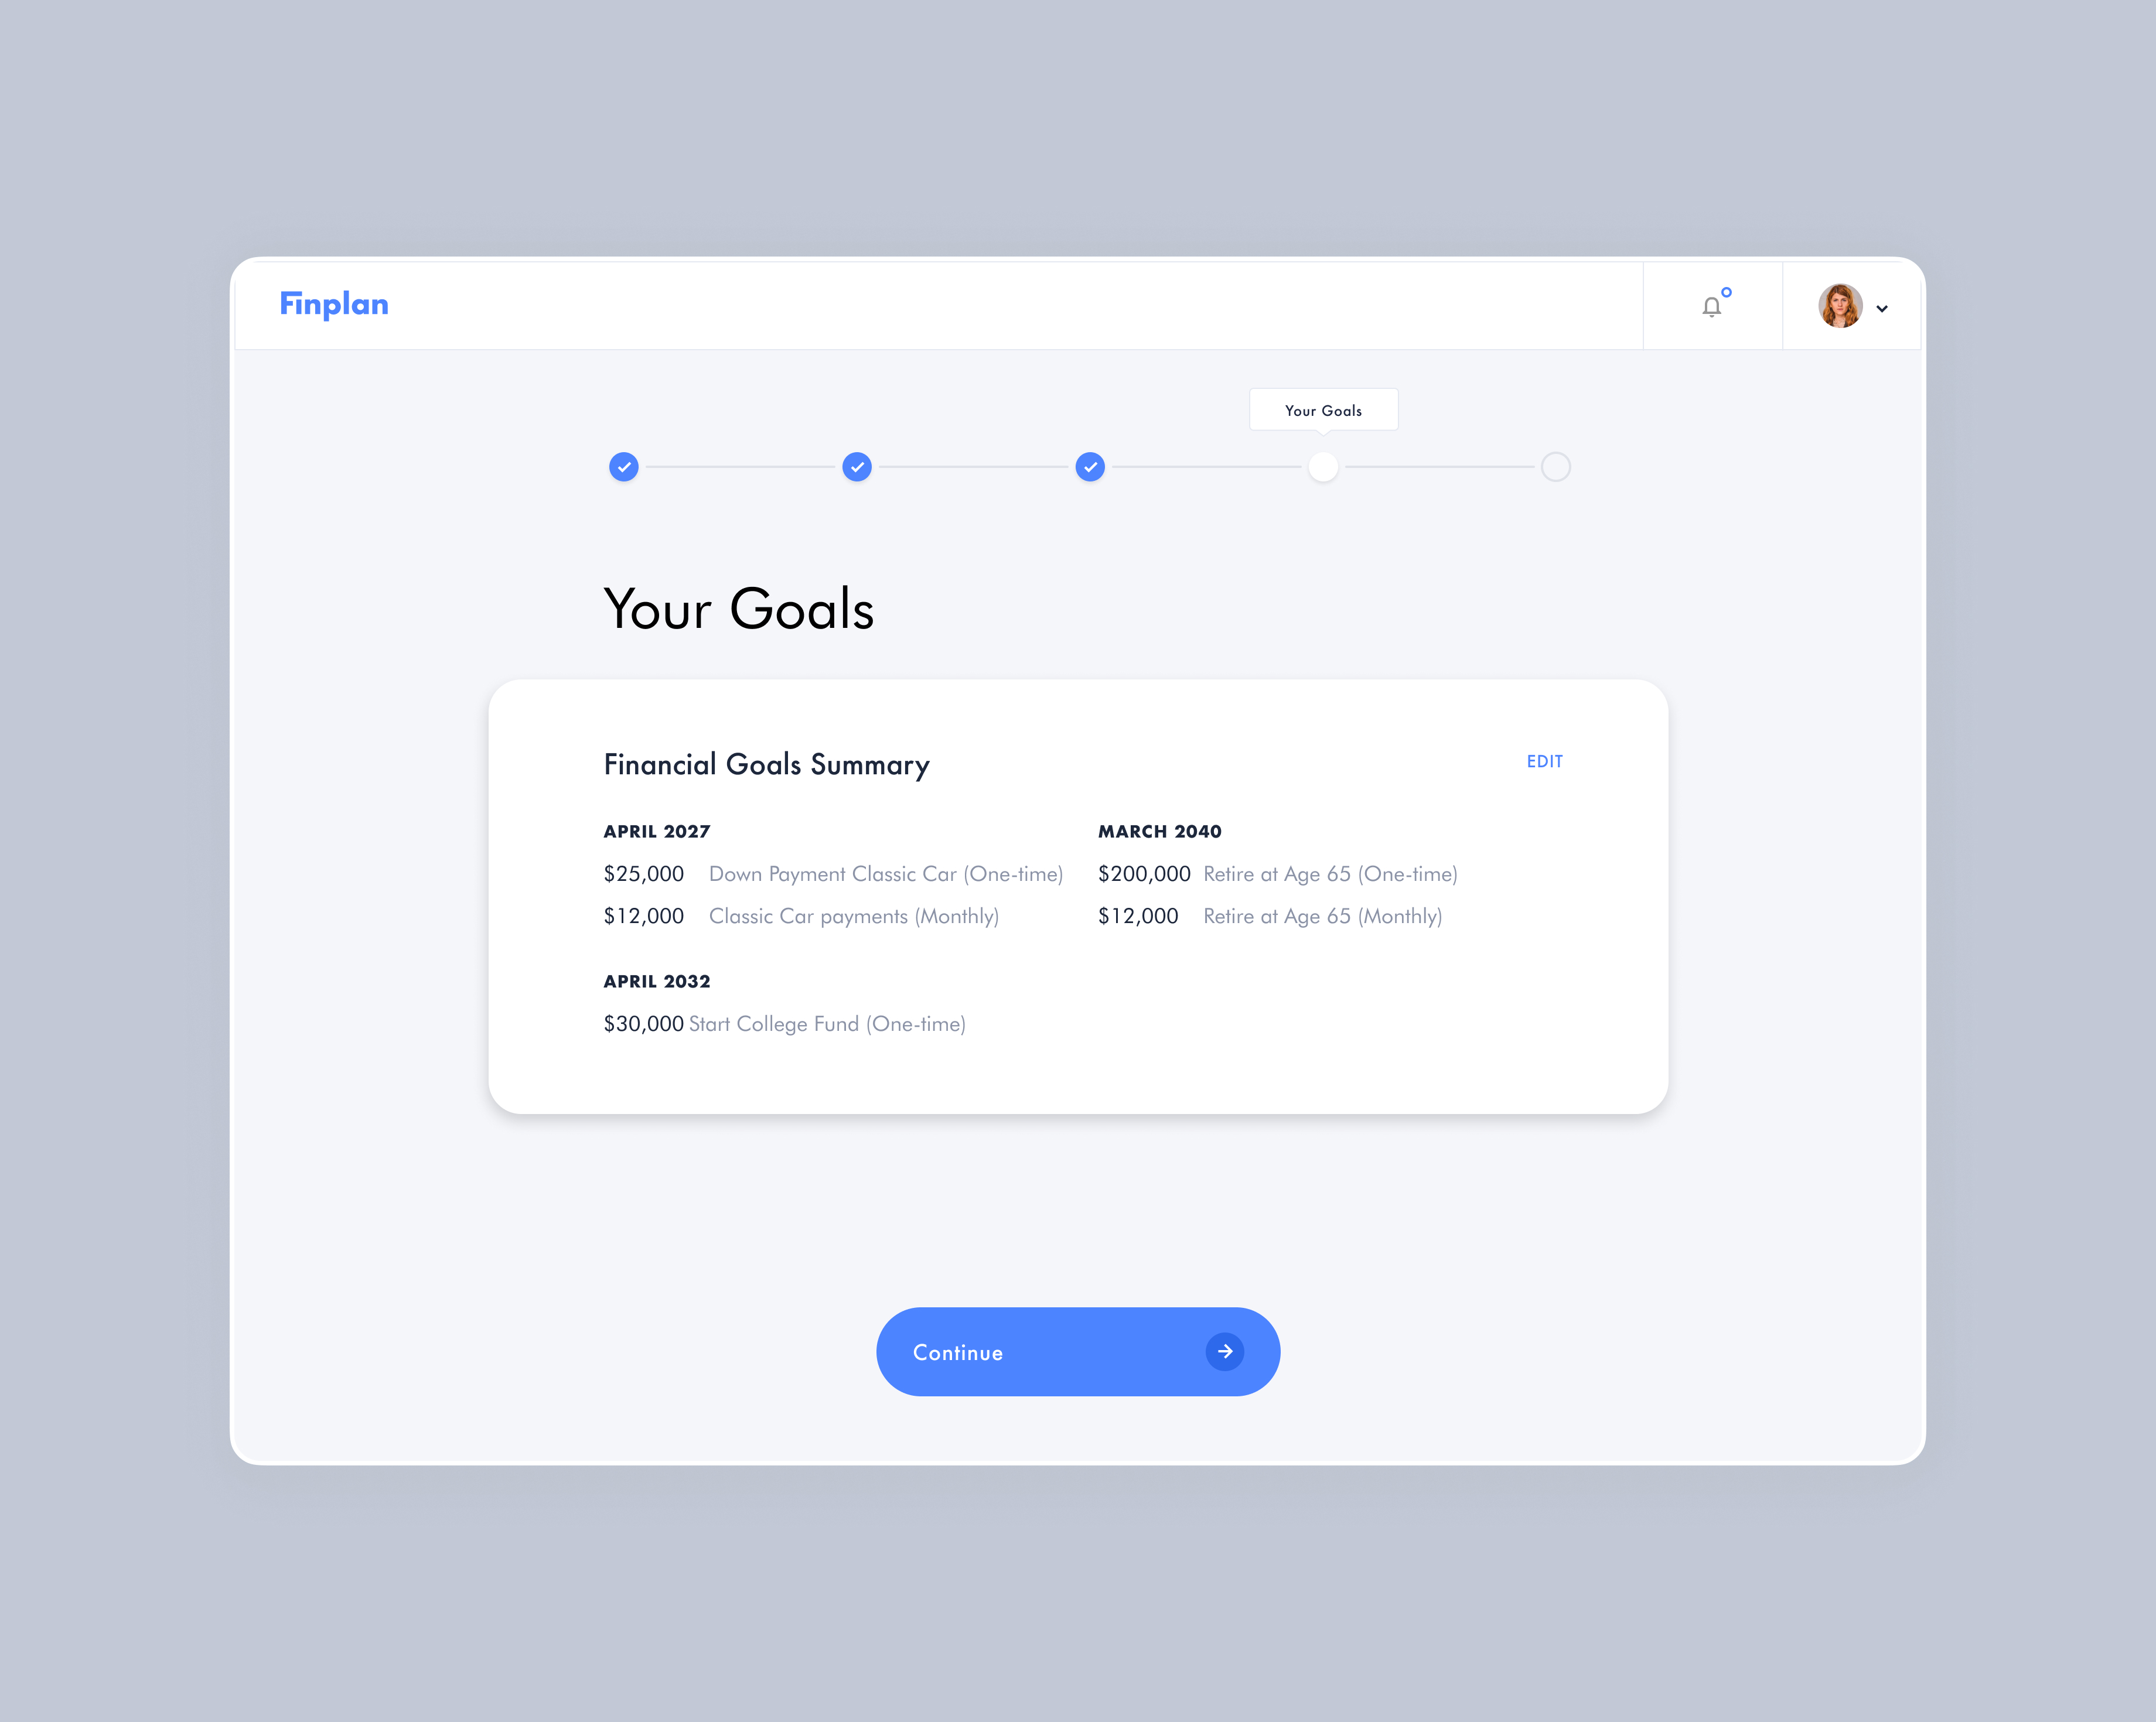 Finplan
Your Goals
Your Goals
Financial Goals Summary
EDIT
APRIL 2027
$25,000 Down Payment Classic Car (One-time)
$12,000 Classic Car payments (Monthly)
APRIL 2032
$30,000 Start College Fund (One-time)
MARCH 2040
$200,000 Retire at Age 65 (One-time)
$12,000 Retire at Age 65 (Monthly)
Continue